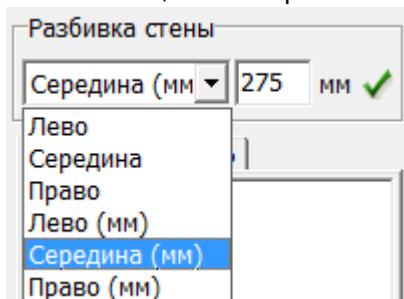 Разбивка стены
Середина (мм 275 мм
Лево
Середина
Право
Лево (мм)
Середина (мм)
Право (мм)